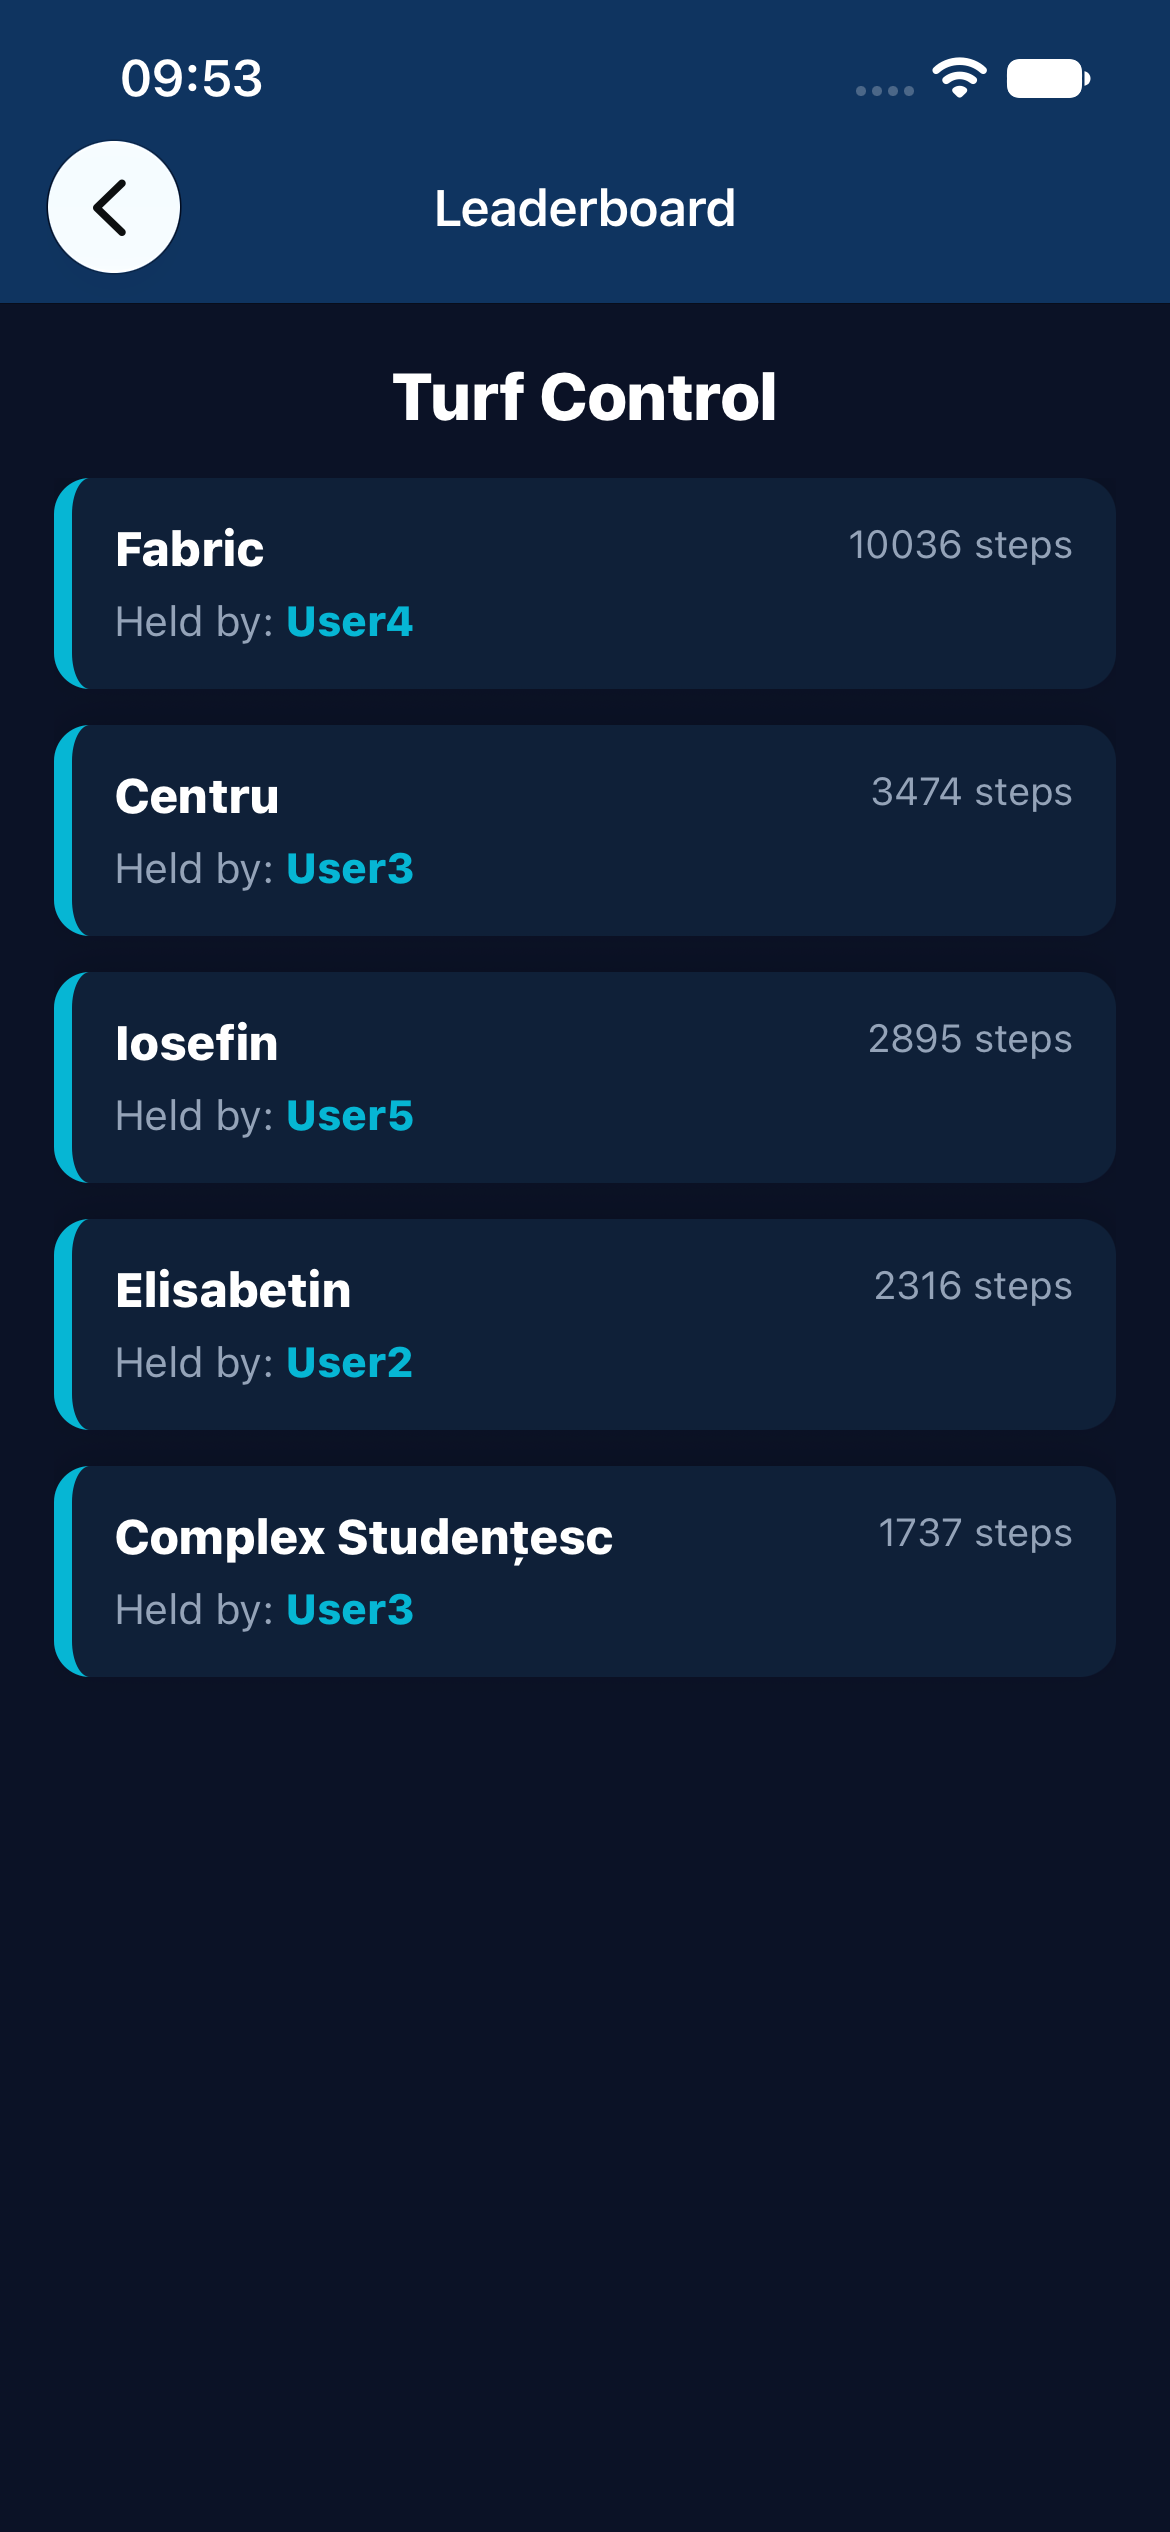 09:53
Leaderboard
Turf Control
Fabric
10036 steps
Held by: User4
Centru
3474 steps
Held by: User3
Iosefin
2895 steps
Held by: User5
Elisabetin
2316 steps
Held by: User2
Complex Studențesc
1737 steps
Held by: User3